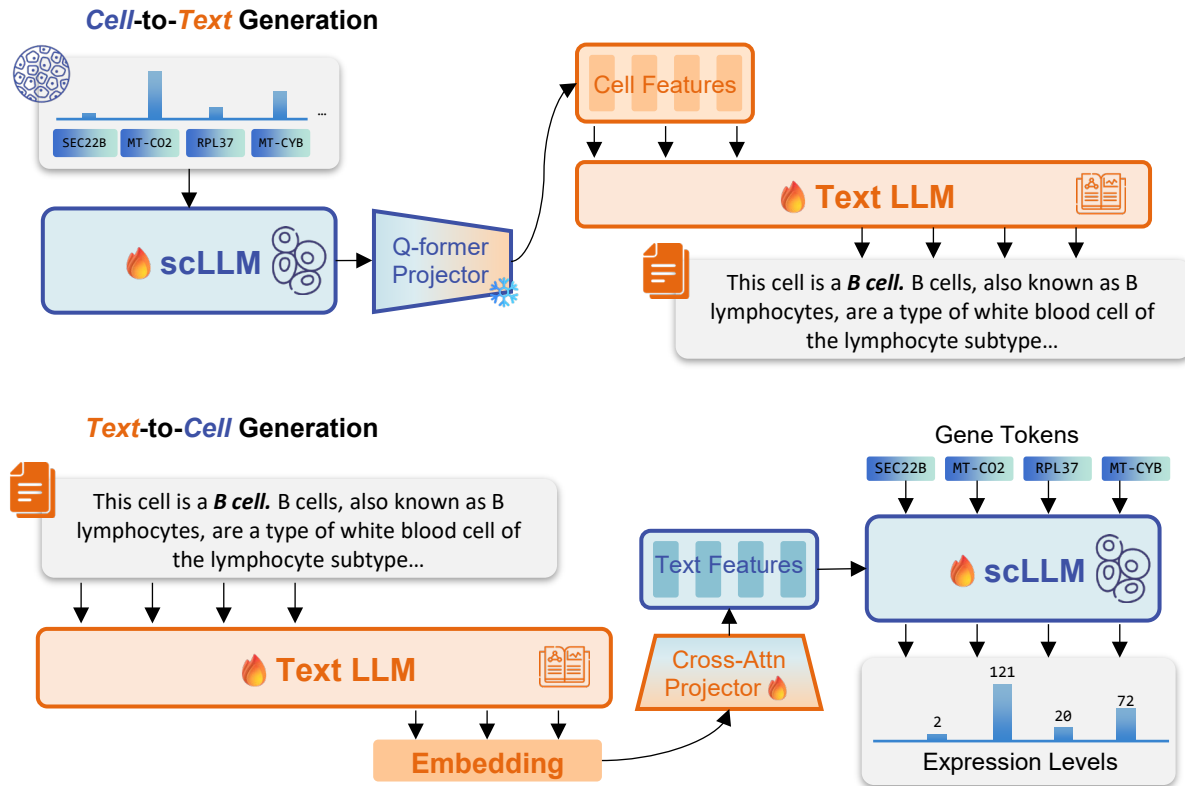 Cell-to-Text Generation
...
SEC22B MT-CO2 RPL37 MT-CYB
scLLM
Q-former
Projector
Cell Features
Text LLM
This cell is a B cell. B cells, also known as B
lymphocytes, are a type of white blood cell of
the lymphocyte subtype…
Text-to-Cell Generation
This cell is a B cell. B cells, also known as B
lymphocytes, are a type of white blood cell of
the lymphocyte subtype…
Text LLM
Embedding
Cross-Attn
Projector
Text Features
Gene Tokens
SEC22B MT-CO2 RPL37 MT-CYB
scLLM
2 121 20 72
Expression Levels